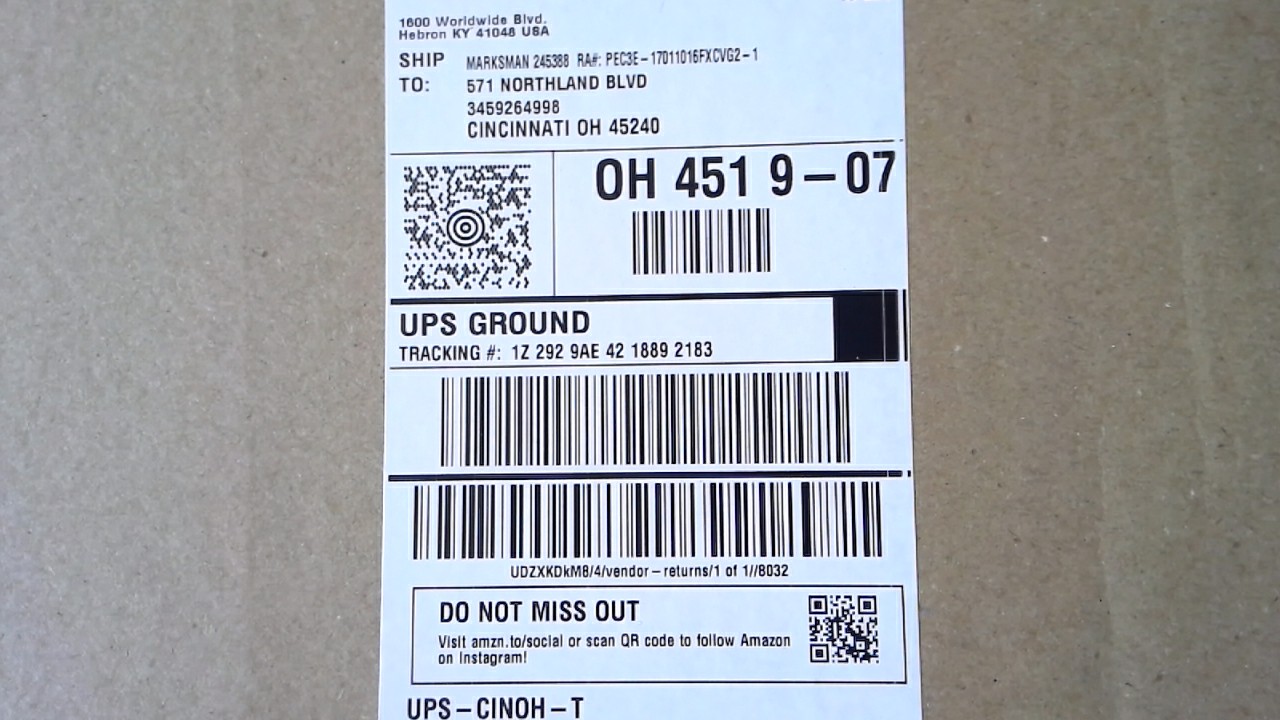 1600 Worldwide Blvd.
Hebron KY 41048 USA
SHIP TO: MARKSMAN 245388 RA#: PEC3E-17011016FXCVG2-1
571 NORTHLAND BLVD
3459264998
CINCINNATI OH 45240
OH 451 9-07
UPS GROUND
TRACKING #: 1Z 292 9AE 42 1889 2183
UDZXKDkM8/4/vendor-returns/1 of 1//8032
DO NOT MISS OUT
Visit amzn.to/social or scan QR code to follow Amazon
on Instagram!
UPS-CINOH-T